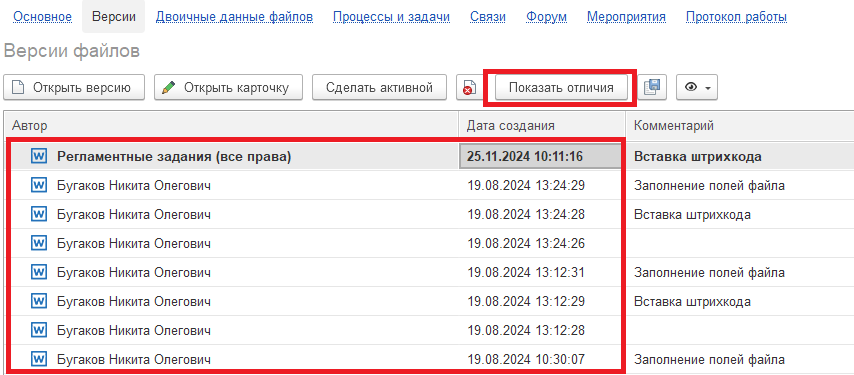 Основное Версии Двоичные данные файлов Процессы и задачи Связи Форум Мероприятия Протокол работы
Версии файлов
Открыть версию Открыть карточку Сделать активной Показать отличия
Автор Дата создания Комментарий
Регламентные задания (все права) 25.11.2024 10:11:16 Вставка штрихкода
Бугаков Никита Олегович 19.08.2024 13:24:29 Заполнение полей файла
Бугаков Никита Олегович 19.08.2024 13:24:28 Вставка штрихкода
Бугаков Никита Олегович 19.08.2024 13:24:26
Бугаков Никита Олегович 19.08.2024 13:12:31 Заполнение полей файла
Бугаков Никита Олегович 19.08.2024 13:12:29 Вставка штрихкода
Бугаков Никита Олегович 19.08.2024 13:12:28
Бугаков Никита Олегович 19.08.2024 10:30:07 Заполнение полей файла